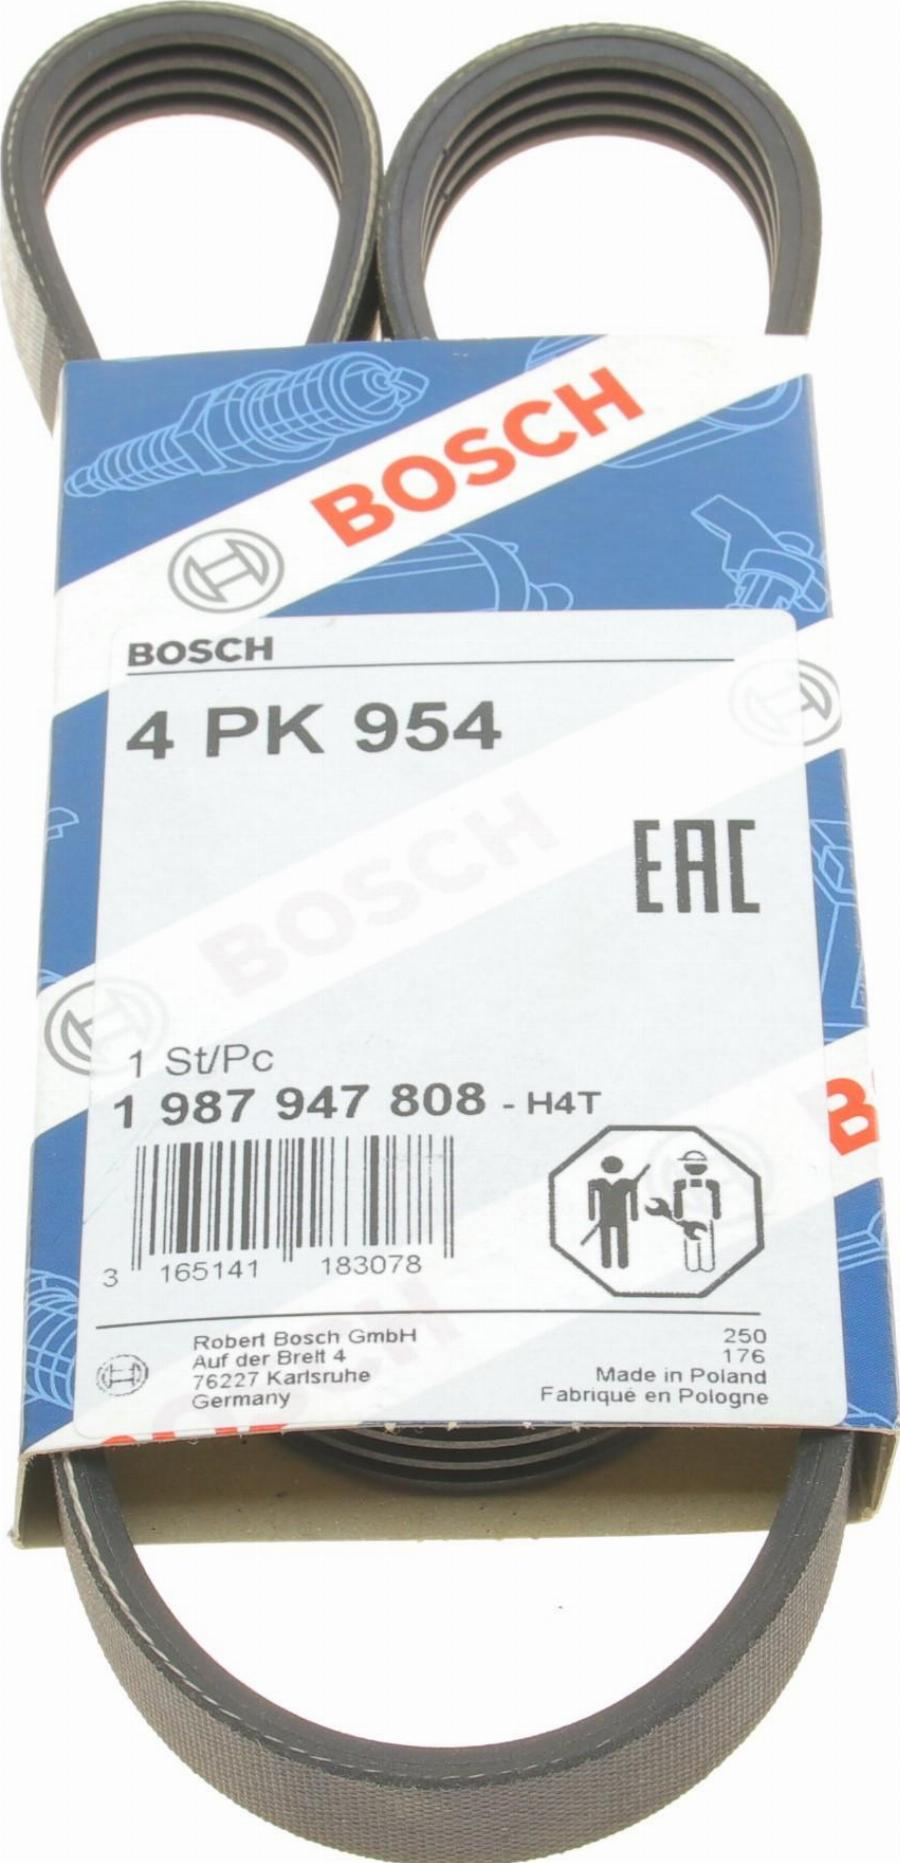 BOSCH
BOSCH
4 PK 954
BOSCH
EAC
1 St/Pc
1 987 947 808 - H4T
B
3 165141 183078
Robert Bosch GmbH
Auf der Breit 4
76227 Karlsruhe
Germany
250
176
Made in Poland
Fabriqué en Pologne